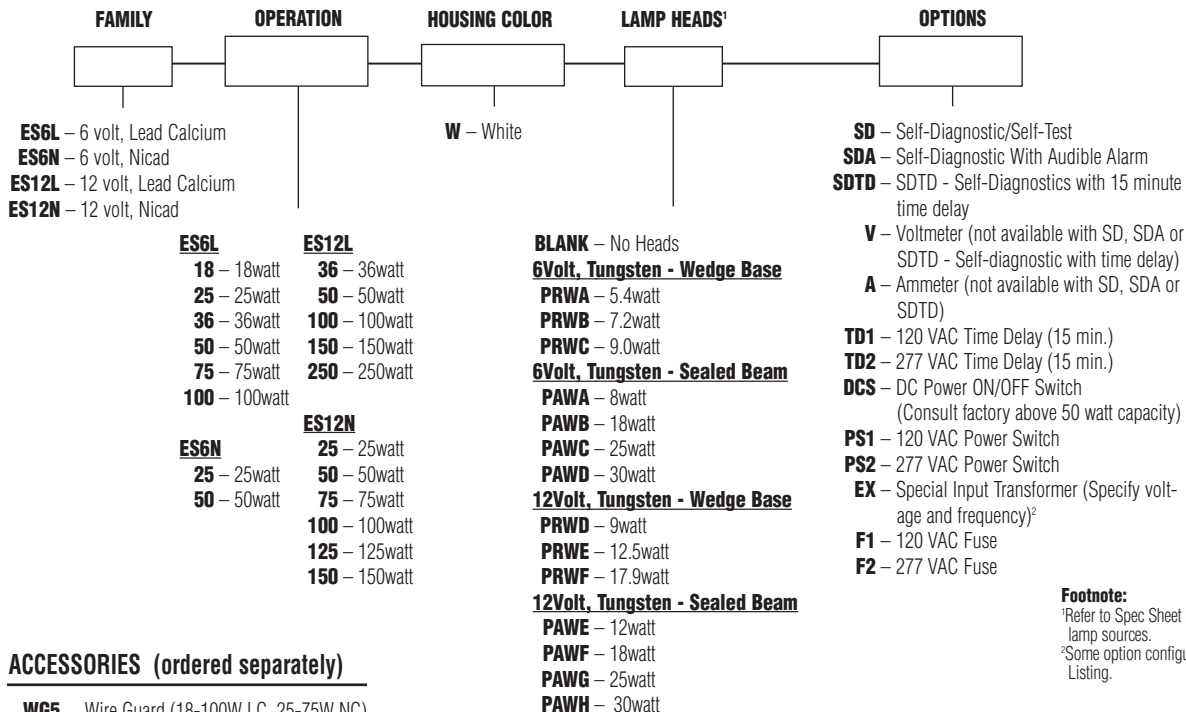 FAMILY
OPERATION
HOUSING COLOR
LAMP HEADS¹
OPTIONS
ES6L – 6 volt, Lead Calcium
ES6N – 6 volt, Nicad
ES12L – 12 volt, Lead Calcium
ES12N – 12 volt, Nicad
ES6L
18 – 18watt
25 – 25watt
36 – 36watt
50 – 50watt
75 – 75watt
100 – 100watt
ES6N
25 – 25watt
50 – 50watt
ES12L
36 – 36watt
50 – 50watt
100 – 100watt
150 – 150watt
250 – 250watt
ES12N
25 – 25watt
50 – 50watt
75 – 75watt
100 – 100watt
125 – 125watt
150 – 150watt
W – White
BLANK – No Heads
6Volt, Tungsten - Wedge Base
PRWA – 5.4watt
PRWB – 7.2watt
PRWC – 9.0watt
6Volt, Tungsten - Sealed Beam
PAWA – 8watt
PAWB – 18watt
PAWC – 25watt
PAWD – 30watt
12Volt, Tungsten - Wedge Base
PRWD – 9watt
PRWE – 12.5watt
PRWF – 17.9watt
12Volt, Tungsten - Sealed Beam
PAWE – 12watt
PAWF – 18watt
PAWG – 25watt
PAWH – 30watt
SD – Self-Diagnostic/Self-Test
SDA – Self-Diagnostic With Audible Alarm
SDTD – SDTD - Self-Diagnostics with 15 minute
time delay
V – Voltmeter (not available with SD, SDA or
SDTD - Self-diagnostic with time delay)
A – Ammeter (not available with SD, SDA or
SDTD)
TD1 – 120 VAC Time Delay (15 min.)
TD2 – 277 VAC Time Delay (15 min.)
DCS – DC Power ON/OFF Switch
(Consult factory above 50 watt capacity)
PS1 – 120 VAC Power Switch
PS2 – 277 VAC Power Switch
EX – Special Input Transformer (Specify volt-
age and frequency)²
F1 – 120 VAC Fuse
F2 – 277 VAC Fuse
Footnote:
¹Refer to Spec Sheet
lamp sources.
²Some option
Listing.
ACCESSORIES (ordered separately)
WG5 Wire Guard (18-100W LC, 25-75W NC)